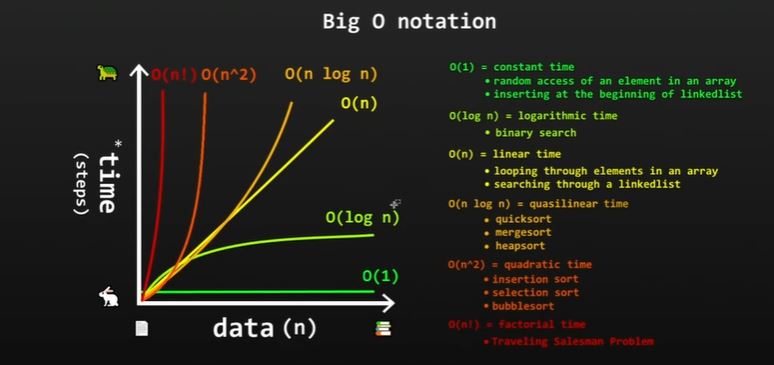 Big O notation
O(n!) O(n^2) O(n log n)
O(n)
O(log n)
O(1)
*time
(steps)
data (n)
O(1) = constant time
• random access of an element in an array
• inserting at the beginning of linkedlist
O(log n) = logarithmic time
• binary search
O(n) = linear time
• looping through elements in an array
• searching through a linkedlist
O(n log n) = quasilinear time
• quicksort
• mergesort
• heapsort
O(n^2) = quadratic time
• insertion sort
• selection sort
• bubblesort
O(n!) = factorial time
• Traveling Salesman Problem